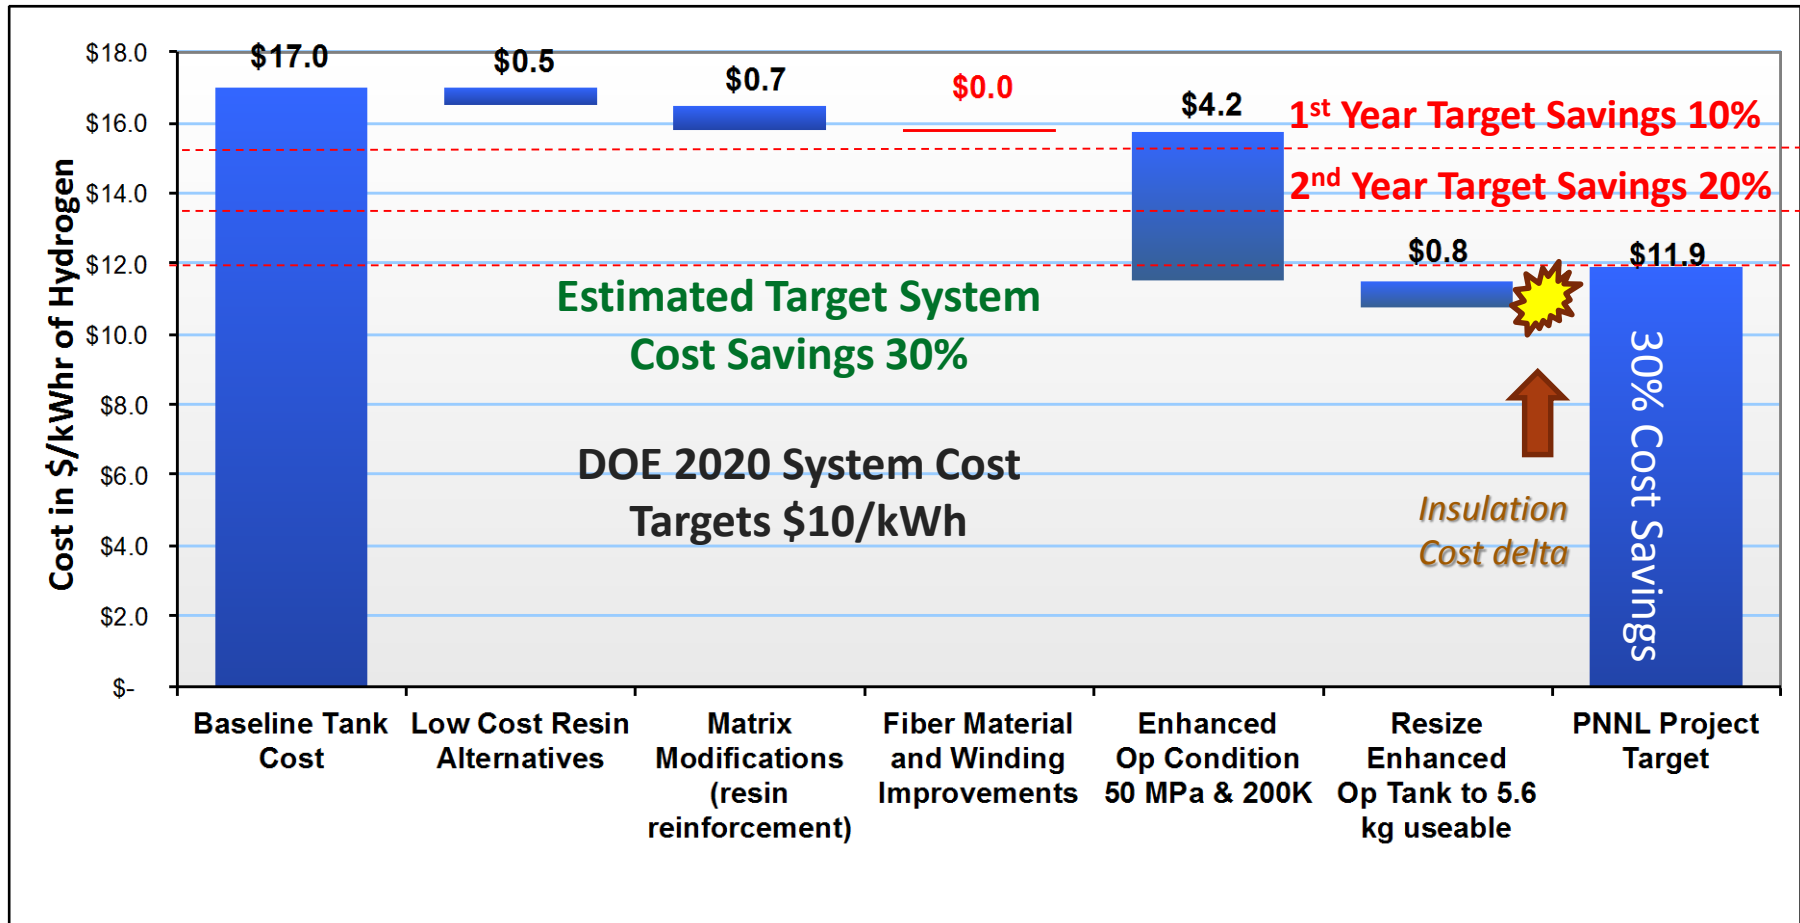 Cost in $/kWhr of Hydrogen
$18.0
$16.0
$14.0
$12.0
$10.0
$8.0
$6.0
$4.0
$2.0
$-
$17.0
$0.5
$0.7
$0.0
$4.2
$0.8
$11.9
1st Year Target Savings 10%
2nd Year Target Savings 20%
Estimated Target System
Cost Savings 30%
DOE 2020 System Cost
Targets $10/kWh
Insulation
Cost delta
30% Cost Savings
Baseline Tank
Cost
Low Cost Resin
Alternatives
Matrix
Modifications
(resin
reinforcement)
Fiber Material
and Winding
Improvements
Enhanced
Op Condition
50 MPa & 200K
Resize
Enhanced
Op Tank to 5.6
kg useable
PNNL Project
Target